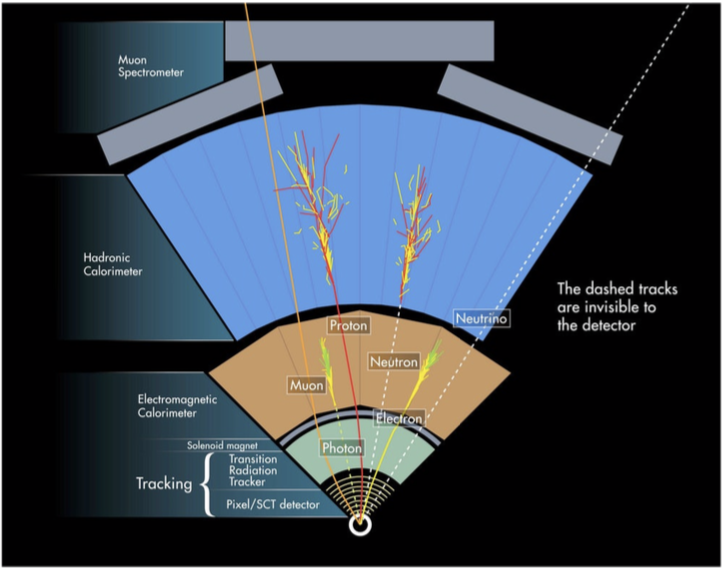 Muon
Spectrometer
Hadronic
Calorimeter
The dashed tracks
are invisible to
the detector
Neutrino
Proton
Neutron
Muon
Electron
Electromagnetic
Calorimeter
Solenoid magnet
Photon
Transition
Radiation
Tracker
Tracking
Pixel/SCT detector